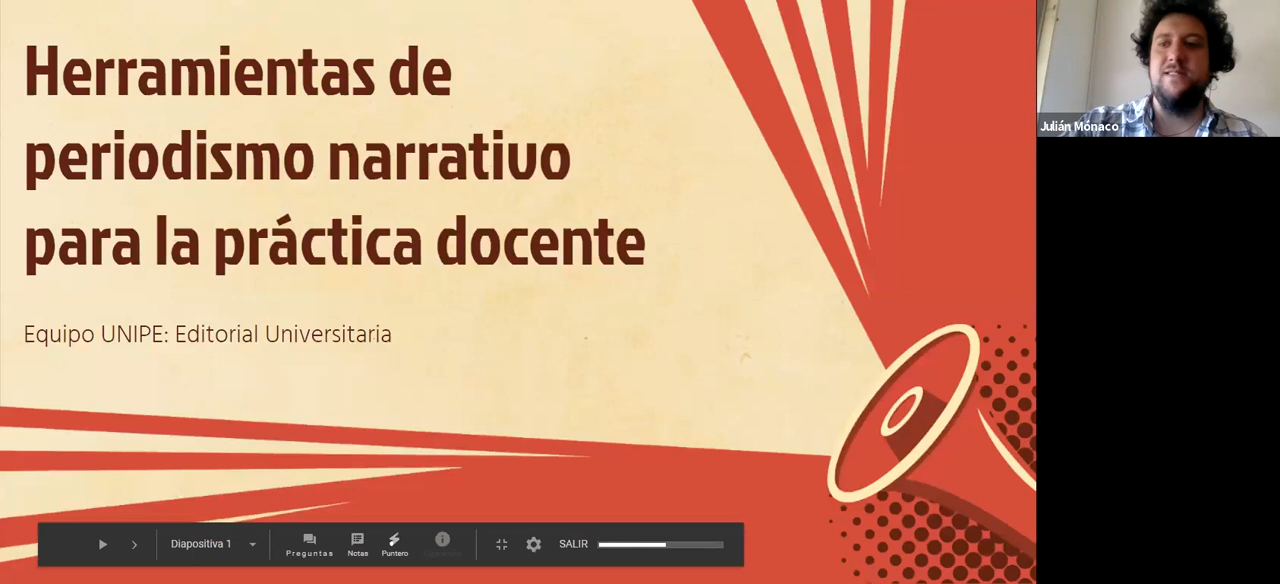 Herramientas de
periodismo narrativo
para la práctica docente
Equipo UNIPE: Editorial Universitaria
Julián Mónaco
Diapositiva 1
Preguntas
Notas
Puntero
SALIR